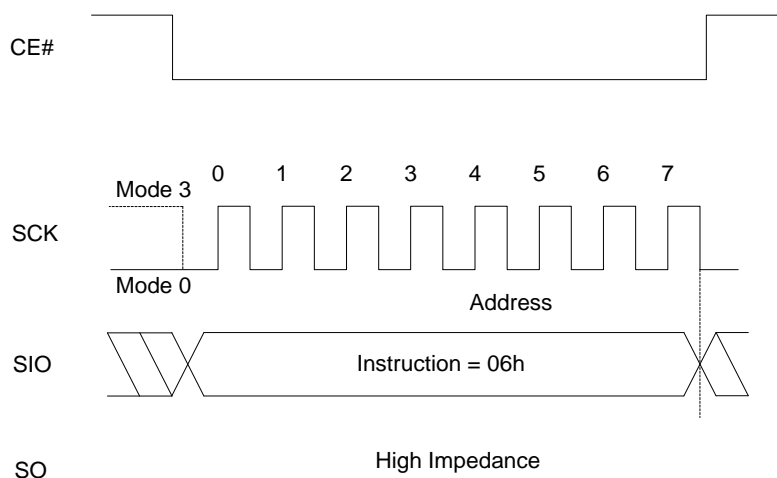 CE#
0 1 2 3 4 5 6 7
Mode 3
SCK
Mode 0
Address
SIO
Instruction = 06h
High Impedance
SO